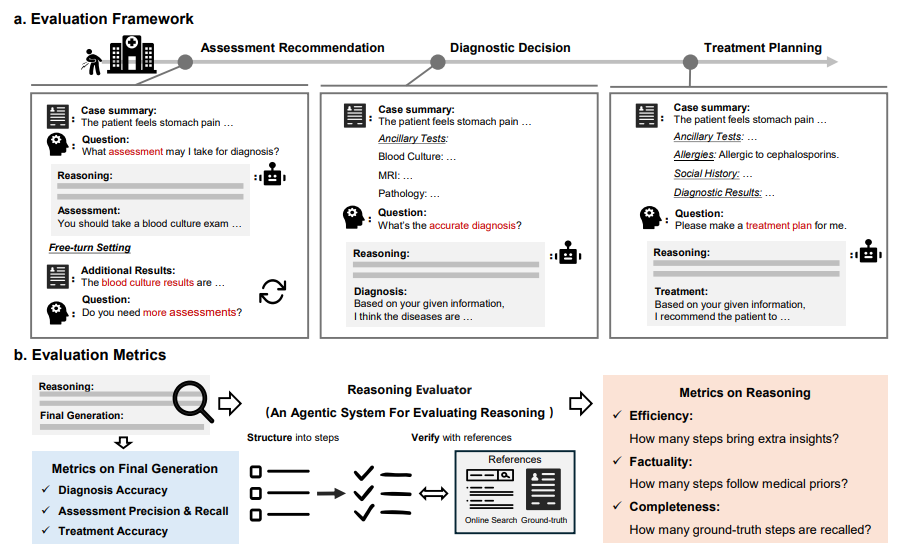 a. Evaluation Framework
Assessment Recommendation
Diagnostic Decision
Treatment Planning
Case summary:
The patient feels stomach pain …
Question:
What assessment may I take for diagnosis?
Reasoning:
Assessment:
You should take a blood culture exam …
Free-turn Setting
Additional Results:
The blood culture results are …
Question:
Do you need more assessments?
Case summary:
The patient feels stomach pain …
Ancillary Tests:
Blood Culture: …
MRI: …
Pathology: …
Question:
What's the accurate diagnosis?
Reasoning:
Diagnosis:
Based on your given information,
I think the diseases are …
Case summary:
The patient feels stomach pain …
Ancillary Tests: …
Allergies: Allergic to cephalosporins.
Social History: …
Diagnostic Results: …
Question:
Please make a treatment plan for me.
Reasoning:
Treatment:
Based on your given information,
I recommend the patient to …
b. Evaluation Metrics
Reasoning:
Final Generation:
Metrics on Final Generation
✓ Diagnosis Accuracy
✓ Assessment Precision & Recall
✓ Treatment Accuracy
Reasoning Evaluator
(An Agentic System For Evaluating Reasoning )
Structure into steps
Verify with references
References
Online Search
Ground-truth
Metrics on Reasoning
✓ Efficiency:
How many steps bring extra insights?
✓ Factuality:
How many steps follow medical priors?
✓ Completeness:
How many ground-truth steps are recalled?